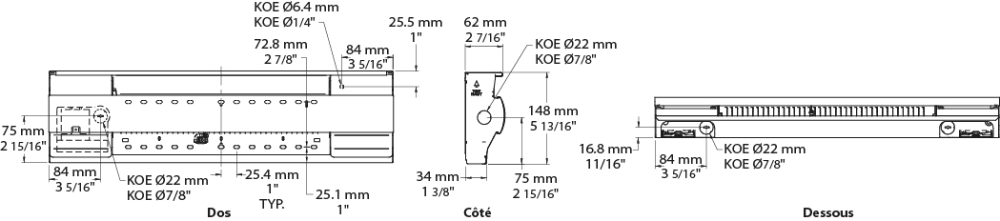 KOE Ø6.4 mm
KOE Ø1/4"
72.8 mm
2 7/8"
84 mm
3 5/16"
25.5 mm
1"
75 mm
2 15/16"
84 mm
3 5/16"
KOE Ø22 mm
KOE Ø7/8"
25.4 mm
1"
TYP.
25.1 mm
1"
Dos
62 mm
2 7/16"
KOE Ø22 mm
KOE Ø7/8"
148 mm
5 13/16"
34 mm
1 3/8"
75 mm
2 15/16"
Côté
16.8 mm
11/16"
84 mm
3 5/16"
KOE Ø22 mm
KOE Ø7/8"
Dessous